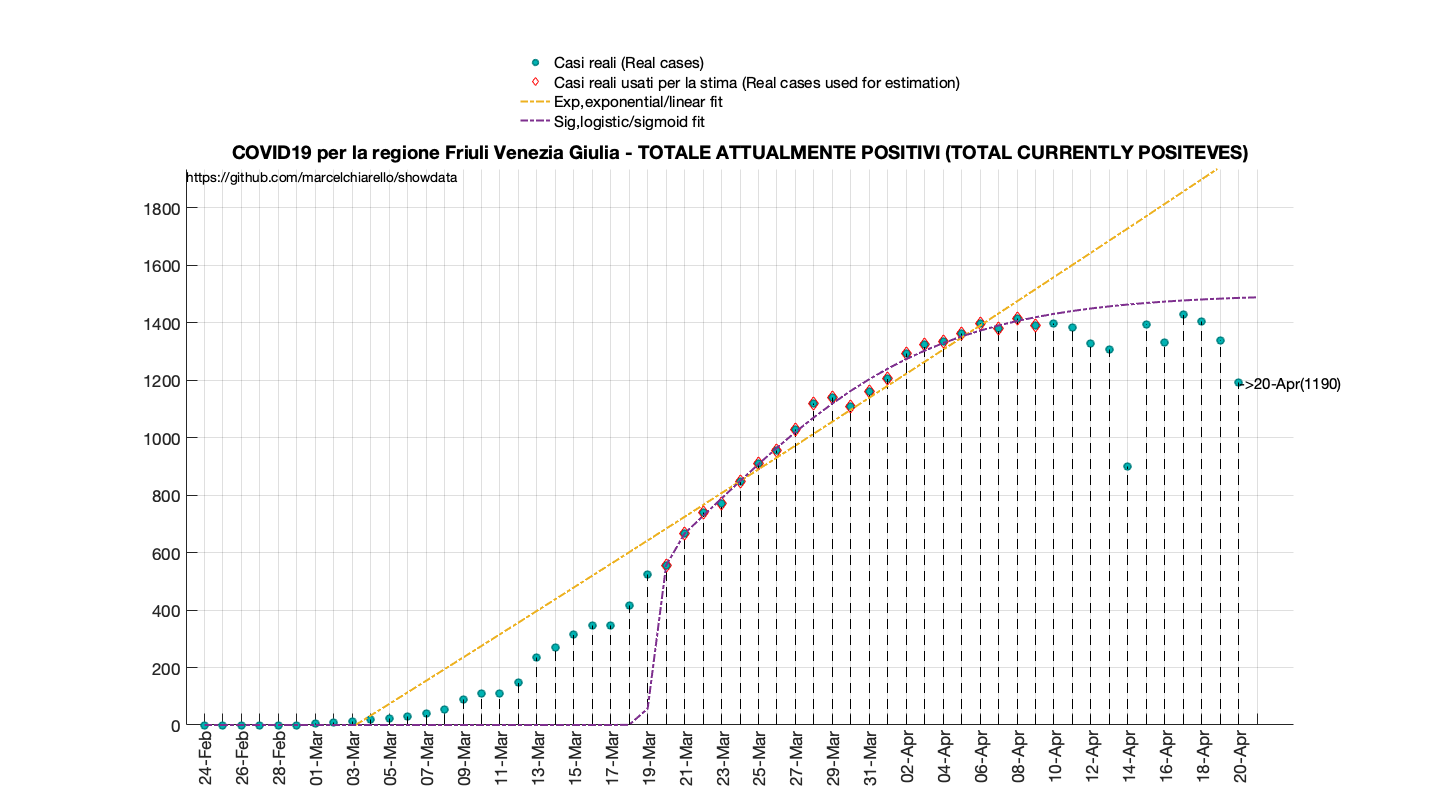 Casi reali (Real cases)
Casi reali usati per la stima (Real cases used for estimation)
Exp,exponential/linear fit
Sig,logistic/sigmoid fit
COVID19 per la regione Friuli Venezia Giulia - TOTALE ATTUALMENTE POSITIVI (TOTAL CURRENTLY POSITEVES)
https://github.com/marcelchiarello/showdata
1800
1600
1400
1200
->20-Apr(1190)
1000
800
600
400
200
0
24-Feb
26-Feb
28-Feb
01-Mar
03-Mar
05-Mar
07-Mar
09-Mar
11-Mar
13-Mar
15-Mar
17-Mar
19-Mar
21-Mar
23-Mar
25-Mar
27-Mar
29-Mar
31-Mar
02-Apr
04-Apr
06-Apr
08-Apr
10-Apr
12-Apr
14-Apr
16-Apr
18-Apr
20-Apr